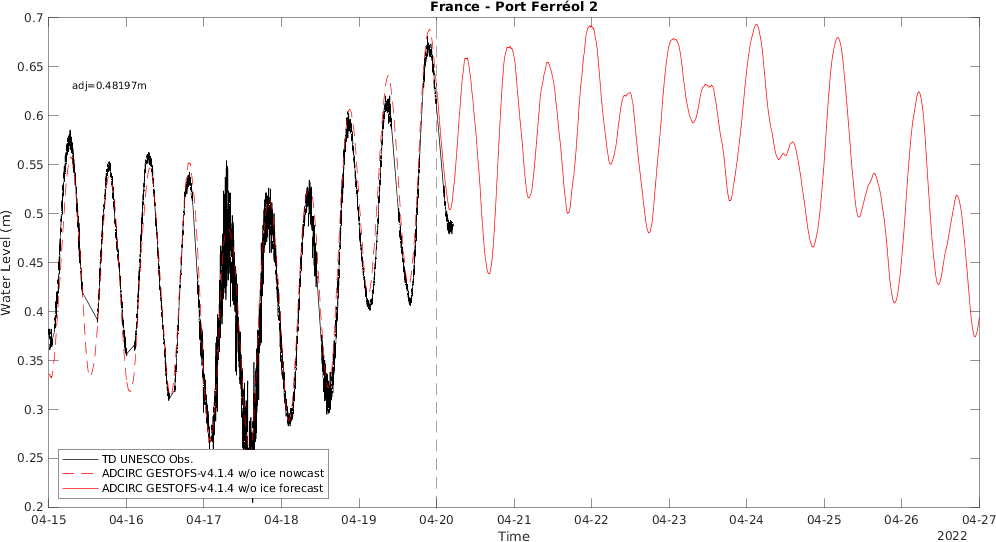 France - Port Ferréol 2
0.7
0.65
0.6
0.55
0.5
0.45
0.4
0.35
0.3
0.25
0.2
Water Level (m)
adj=0.48197m
TD UNESCO Obs.
ADCIRC GESTOFS-v4.1.4 w/o ice nowcast
ADCIRC GESTOFS-v4.1.4 w/o ice forecast
04-15 04-16 04-17 04-18 04-19 04-20 04-21 04-22 04-23 04-24 04-25 04-26 04-27
Time
2022